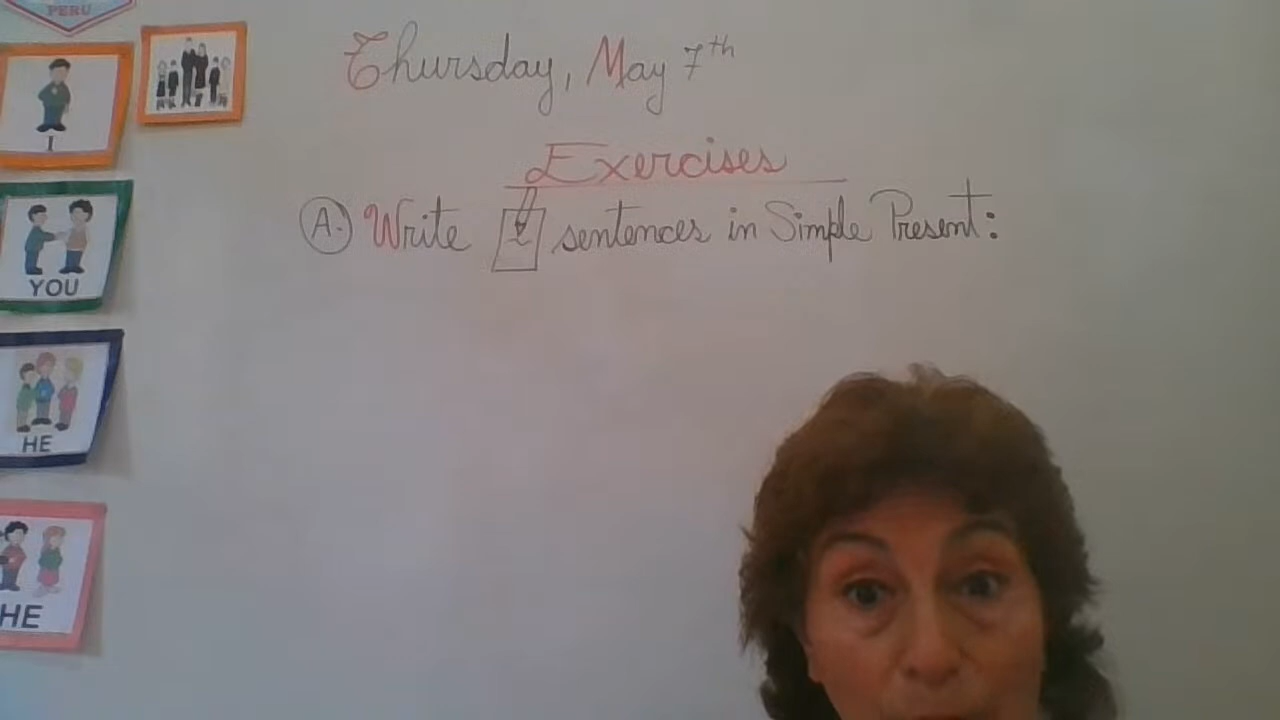 PERU
I
Thursday, May 7th
Exercises
A. Write sentences in Simple Present:
YOU
HE
HE